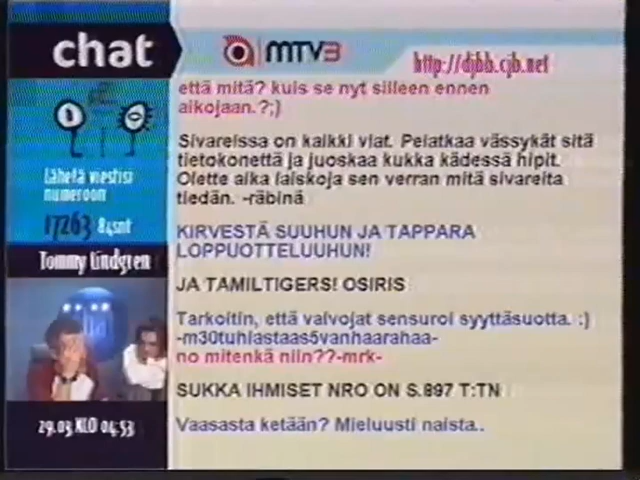 chat
MTV3
http://djbb.cjb.net
Lähetä viestisi
numeroon
17263 84snt
Tommy Lindgren
29.03.KLO 04:53
että mitä? kuis se nyt silleen ennen
aikojaan.?;)
Sivareissa on kaikki viat. Pelatkaa vässykät sitä
tietokonettä ja juoskaa kukka kädessä hipit.
Olette aika laiskoja sen verran mitä sivareita
tiedän. -räbinä
KIRVESTÄ SUUHUN JA TAPPARA
LOPPUOTTELUUHUN!
JA TAMILTIGERS! OSIRIS
Tarkoitin, että valvojat sensuroi syyttäsuotta. :)
-m30tuhlastaas5vanhaarahaa-
no mitenkä niin??-mrk-
SUKKA IHMISET NRO ON S.897 T:TN
Vaasasta ketään? Mieluusti naista..